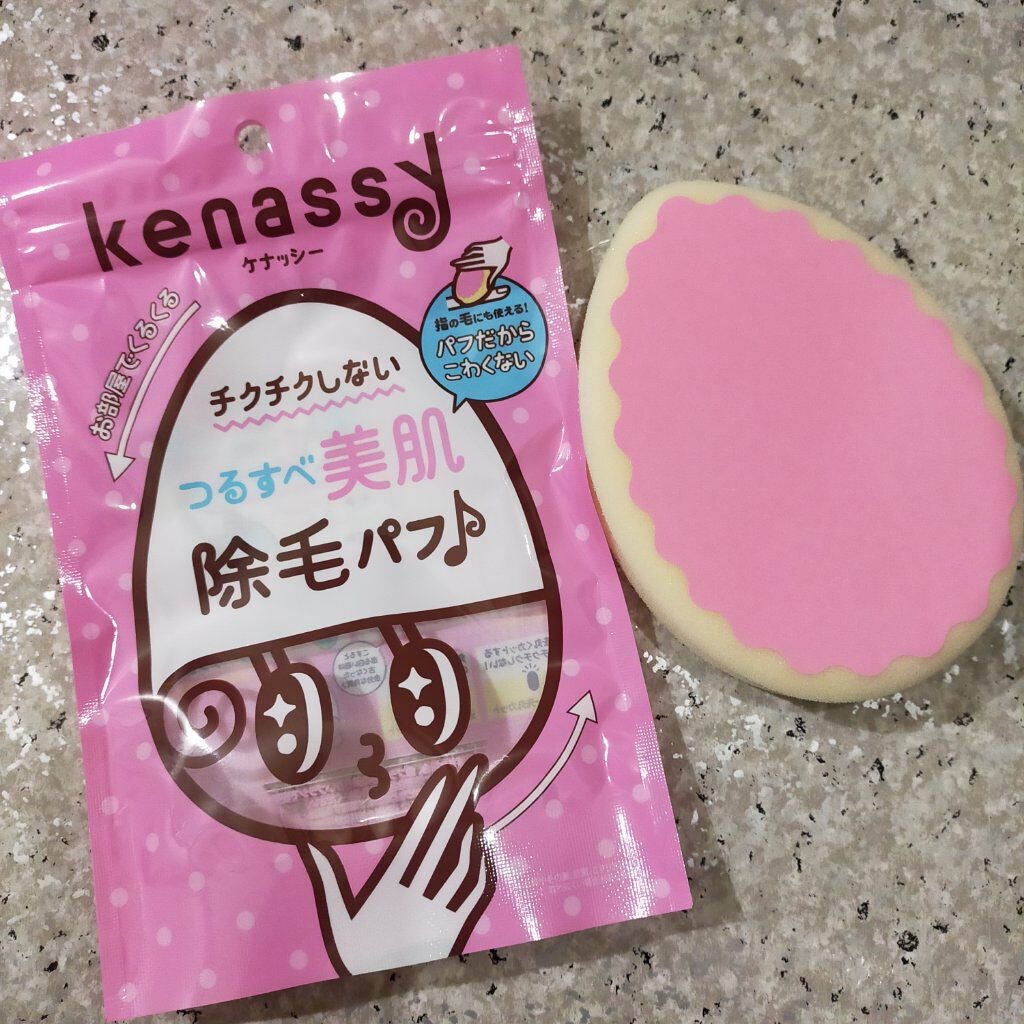 kenassy
ケナッシー
お部屋でくるくる
指の毛にも使える!
パフだから
こわくない
チクチクしない
つるすべ美肌
除毛パフ♪